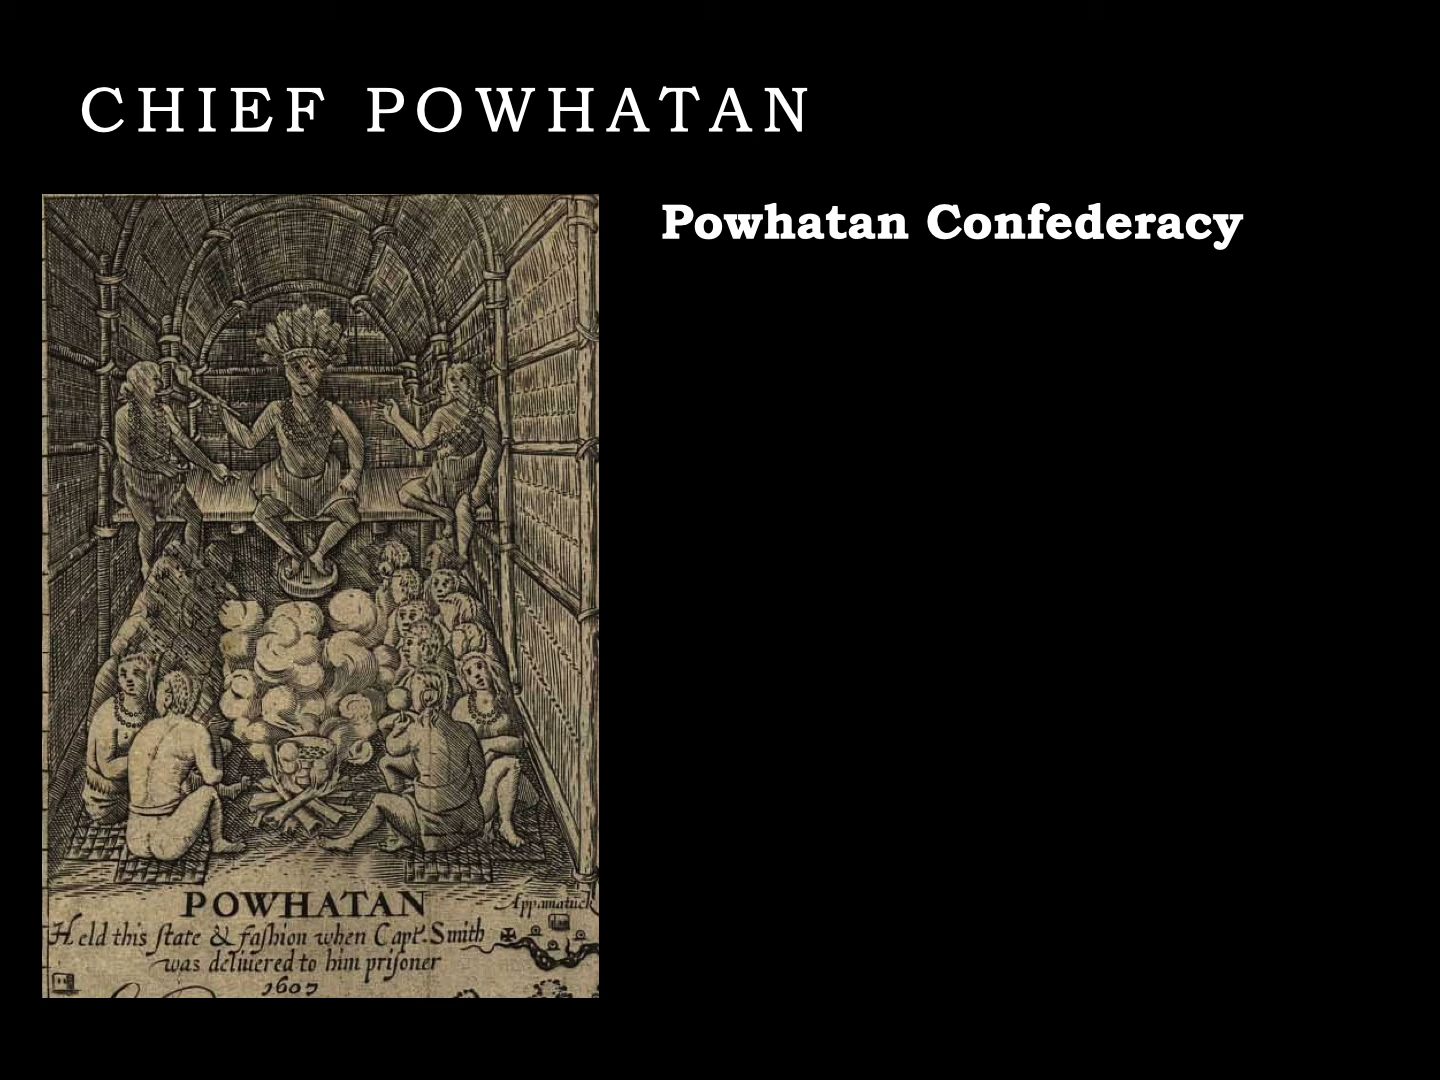 CHIEF POWHATAN
Powhatan Confederacy
POWHATAN
Appamatuck
Held this ſtate & faſhion when Capt. Smith
was deliuered to him priſoner
1607